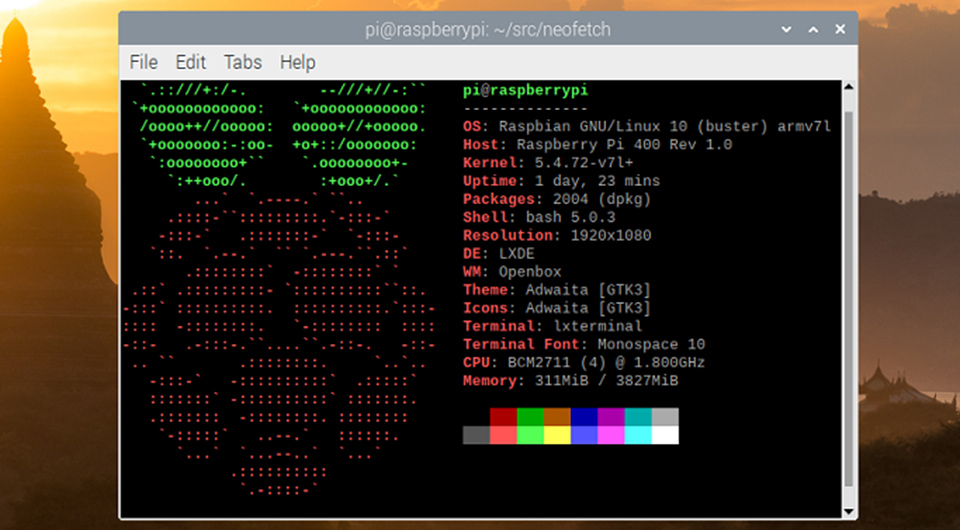 pi@raspberrypi: ~/src/neofetch
File Edit Tabs Help
pi@raspberrypi
--------------
OS: Raspbian GNU/Linux 10 (buster) armv7l
Host: Raspberry Pi 400 Rev 1.0
Kernel: 5.4.72-v7l+
Uptime: 1 day, 23 mins
Packages: 2004 (dpkg)
Shell: bash 5.0.3
Resolution: 1920x1080
DE: LXDE
WM: Openbox
Theme: Adwaita [GTK3]
Icons: Adwaita [GTK3]
Terminal: lxterminal
Terminal Font: Monospace 10
CPU: BCM2711 (4) @ 1.800GHz
Memory: 311MiB / 3827MiB